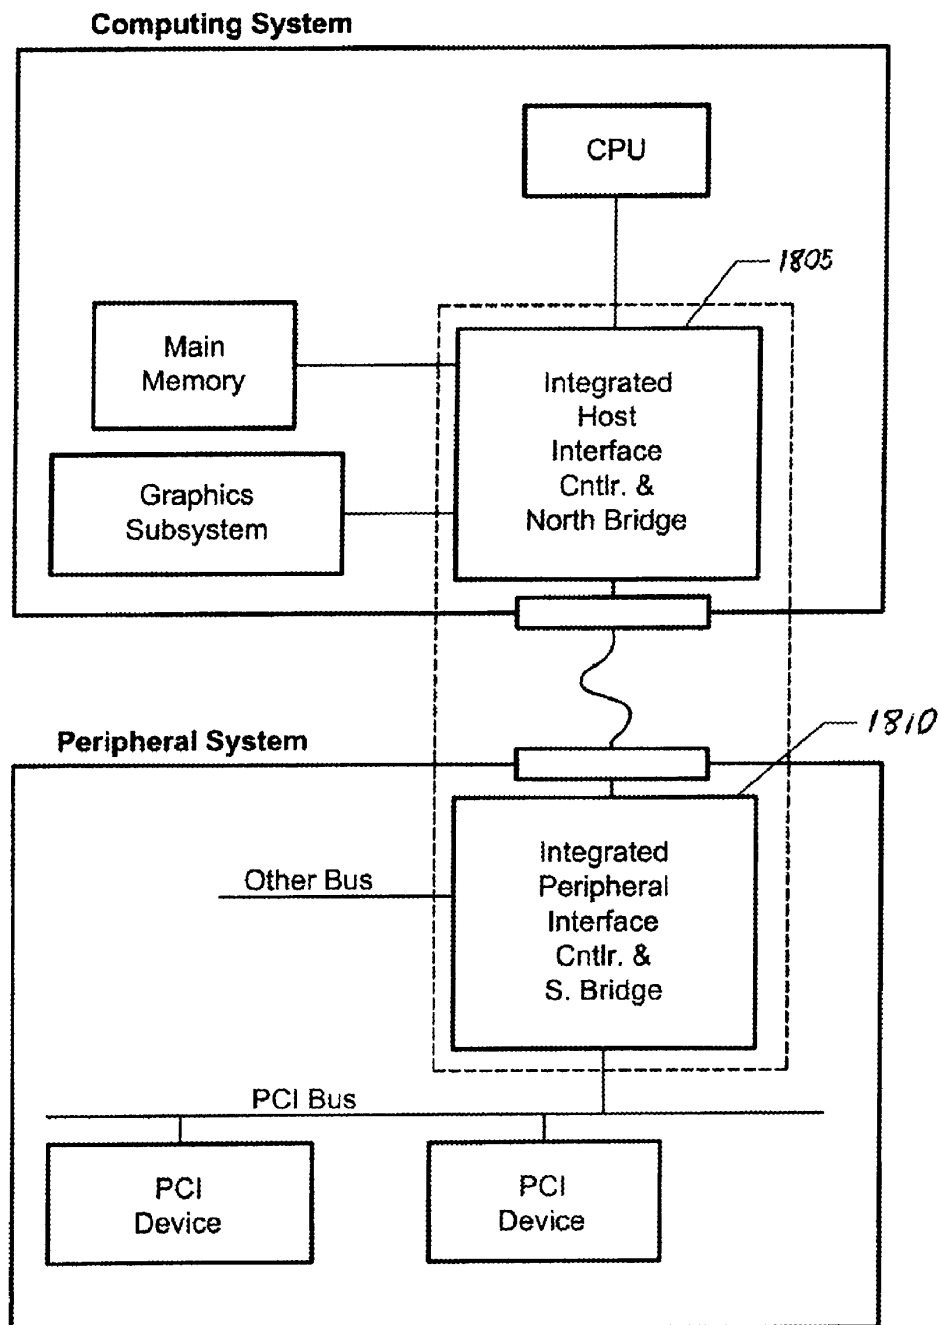 Computing System
CPU
1805
Main
Memory
Integrated
Host
Interface
Cntlr. &
North Bridge
Graphics
Subsystem
1810
Peripheral System
Integrated
Peripheral
Interface
Cntlr. &
S. Bridge
Other Bus
PCI Bus
PCI
Device
PCI
Device